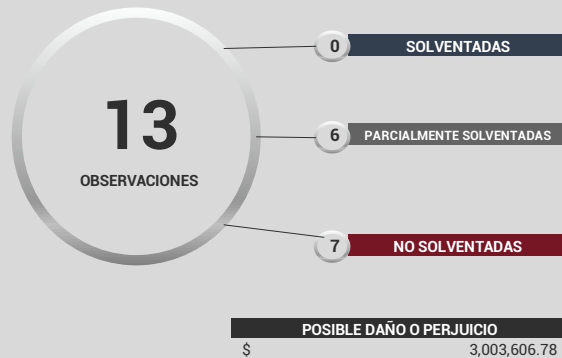 13
OBSERVACIONES
0 SOLVENTADAS
6 PARCIALMENTE SOLVENTADAS
7 NO SOLVENTADAS
POSIBLE DAÑO O PERJUICIO
$ 3,003,606.78